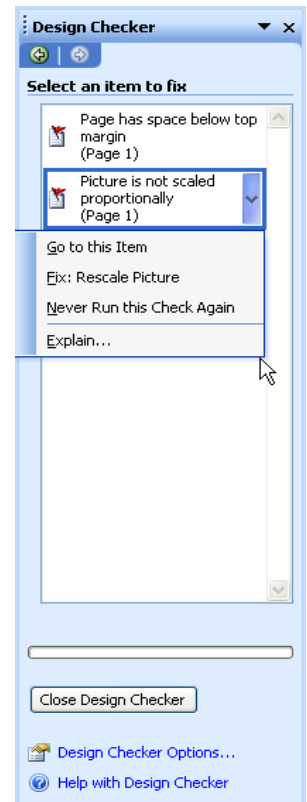 Design Checker
Select an item to fix
Page has space below top
margin
(Page 1)
Picture is not scaled
proportionally
(Page 1)
Go to this Item
Fix: Rescale Picture
Never Run this Check Again
Explain...
Close Design Checker
Design Checker Options...
Help with Design Checker